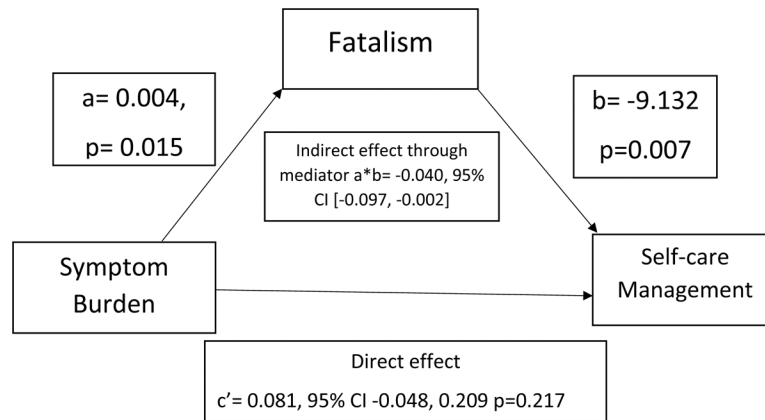 Fatalism
a= 0.004,
p= 0.015
b= -9.132
p=0.007
Indirect effect through
mediator a*b= -0.040, 95%
CI [-0.097, -0.002]
Symptom
Burden
Self-care
Management
Direct effect
c’= 0.081, 95% CI -0.048, 0.209 p=0.217